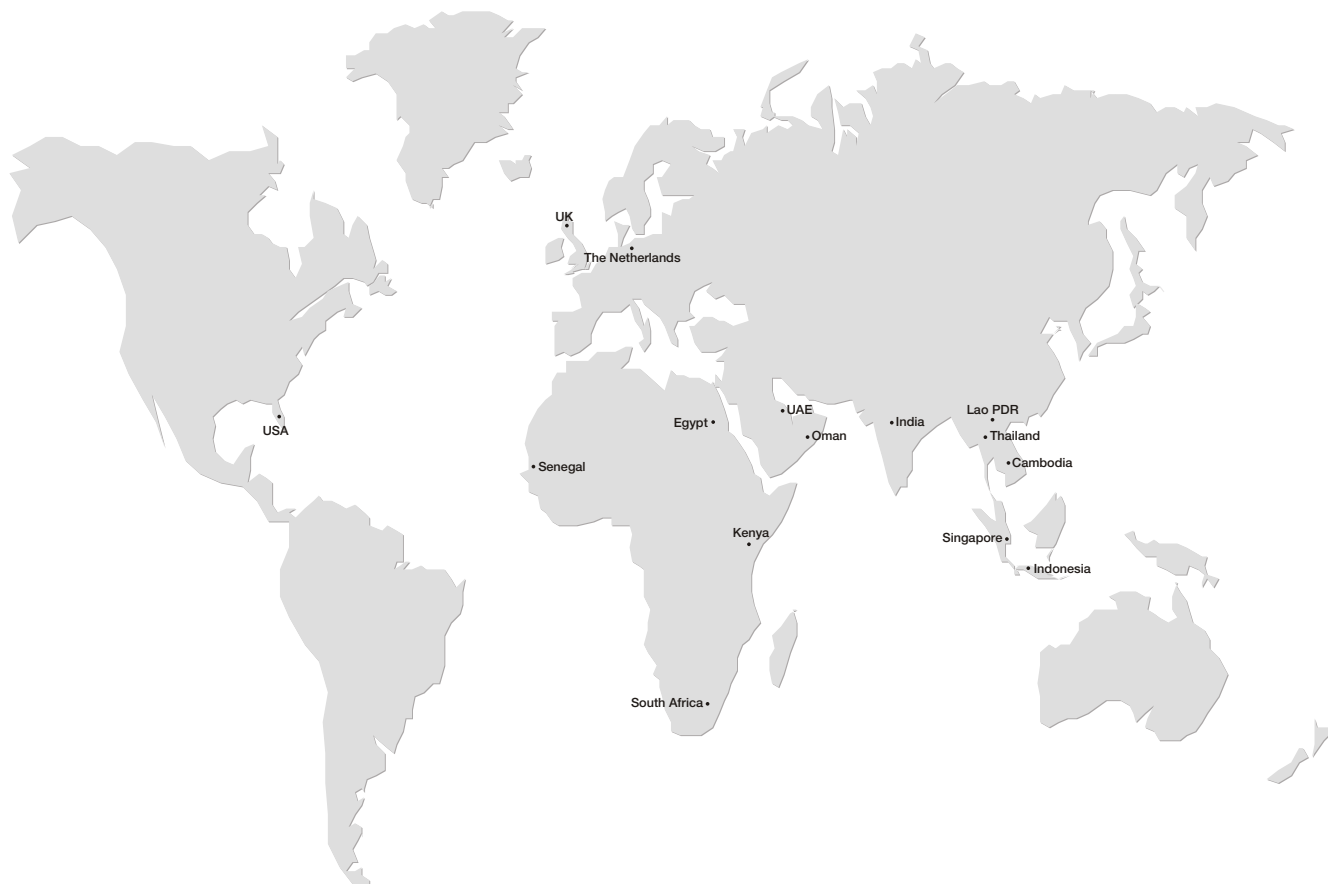 UK
The Netherlands
USA
Egypt
UAE
Oman
India
Lao PDR
Thailand
Cambodia
Senegal
Kenya
Singapore
Indonesia
South Africa